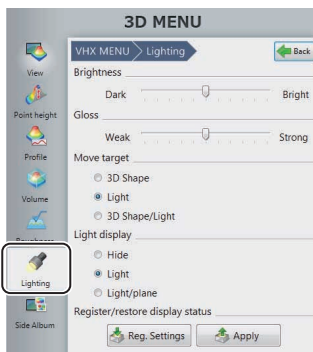 3D MENU
VHX MENU > Lighting
Back
View
Brightness
Dark
Bright
Point height
Gloss
Weak
Strong
Profile
Move target
3D Shape
Light
3D Shape/Light
Volume
Light display
Hide
Light
Light/plane
Lighting
Register/restore display status
Reg. Settings
Apply
Side Album